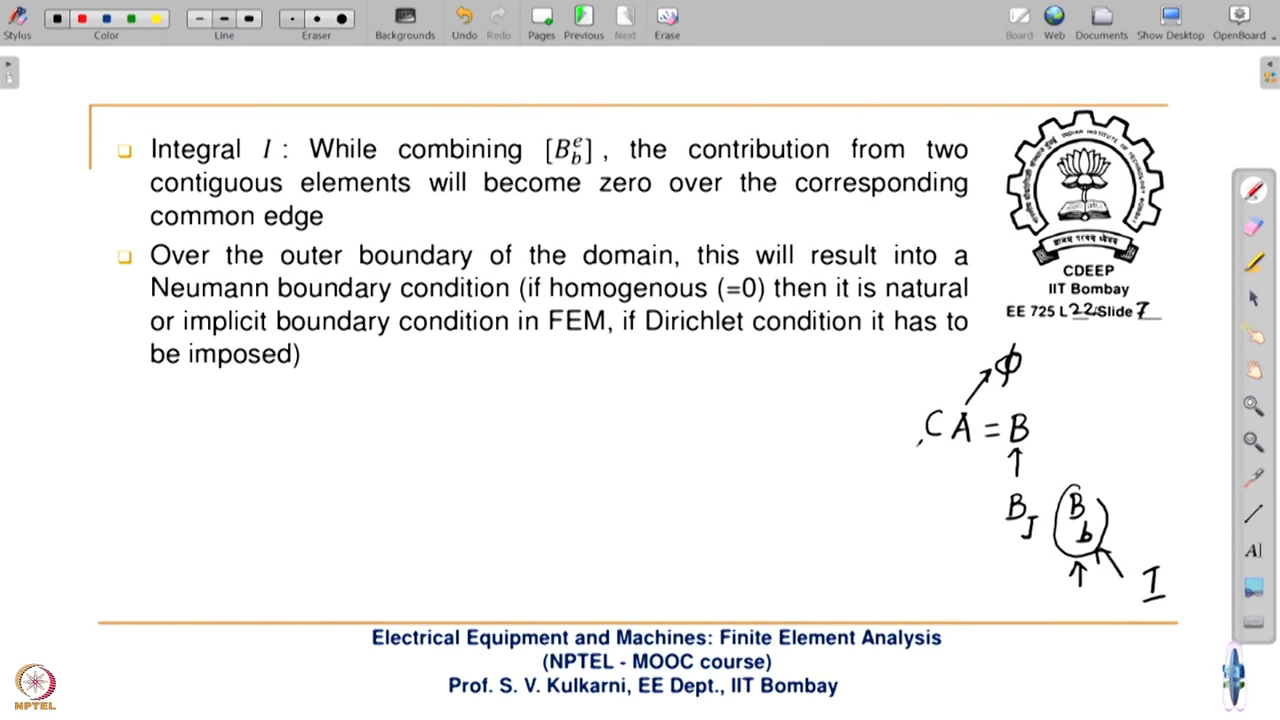 Stylus
Color
Line
Eraser
Backgrounds
Undo
Redo
Pages
Previous
Next
Erase
Board
Web
Documents
Show Desktop
OpenBoard
Integral I : While combining [B_b^e] , the contribution from two
contiguous elements will become zero over the corresponding
common edge
Over the outer boundary of the domain, this will result into a
Neumann boundary condition (if homogenous (=0) then it is natural
or implicit boundary condition in FEM, if Dirichlet condition it has to
be imposed)
CDEEP
IIT Bombay
EE 725 L 22/Slide 7
ϕ
C A = B
B_J B_b
I
A
Electrical Equipment and Machines: Finite Element Analysis
(NPTEL - MOOC course)
Prof. S. V. Kulkarni, EE Dept., IIT Bombay
NPTEL